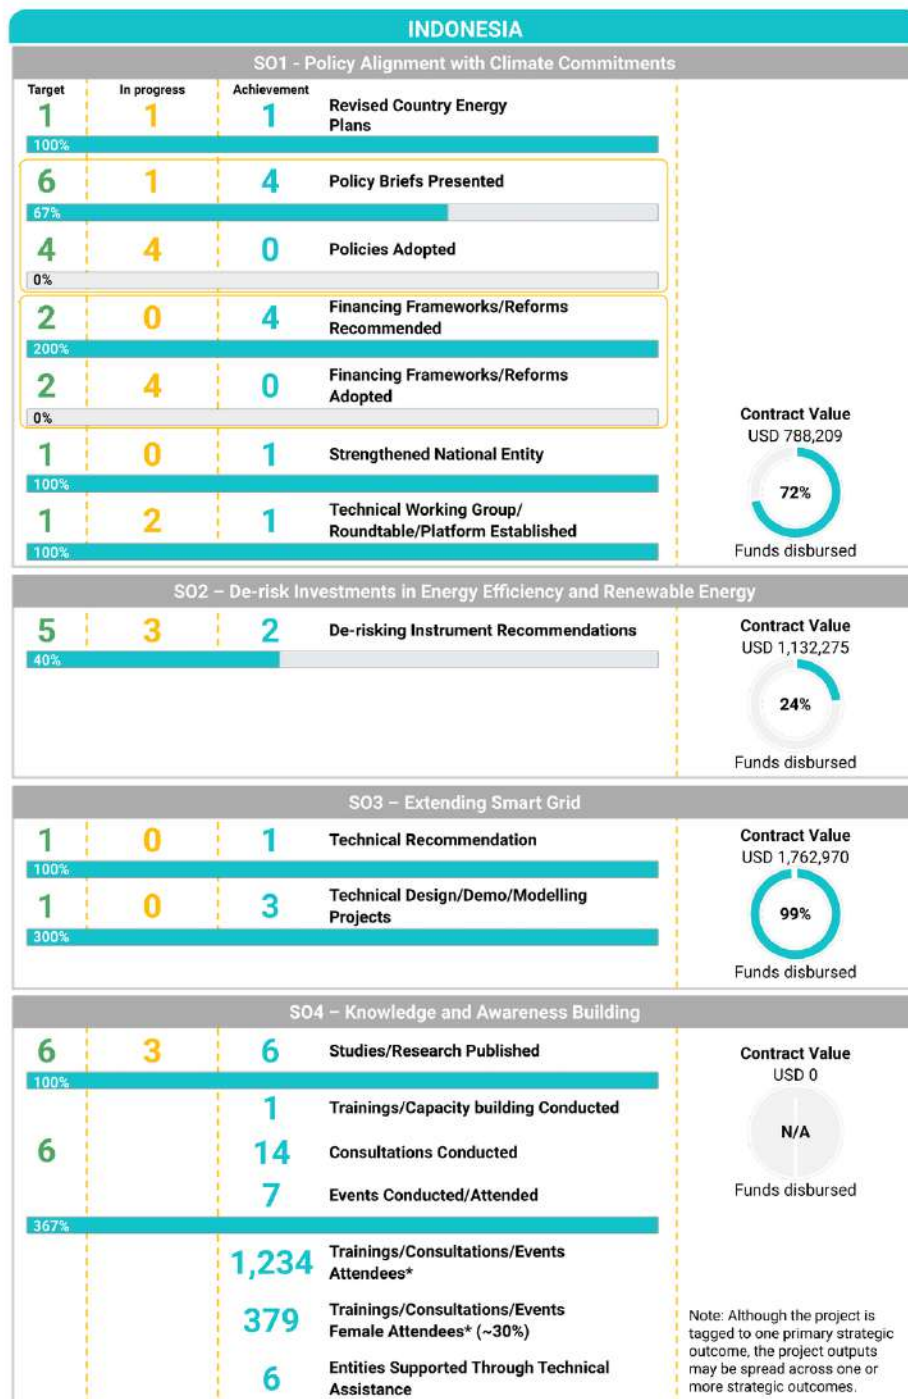 INDONESIA
SO1 - Policy Alignment with Climate Commitments
Target In progress Achievement
1 1 1 Revised Country Energy
Plans
100%
6 1 4 Policy Briefs Presented
67%
4 4 0 Policies Adopted
0%
2 0 4 Financing Frameworks/Reforms
Recommended
200%
2 4 0 Financing Frameworks/Reforms
Adopted
0%
1 0 1 Strengthened National Entity
100%
1 2 1 Technical Working Group/
Roundtable/Platform Established
100%
Contract Value
USD 788,209
72%
Funds disbursed
SO2 – De-risk Investments in Energy Efficiency and Renewable Energy
5 3 2 De-risking Instrument Recommendations
40%
Contract Value
USD 1,132,275
24%
Funds disbursed
SO3 – Extending Smart Grid
1 0 1 Technical Recommendation
100%
1 0 3 Technical Design/Demo/Modelling
Projects
300%
Contract Value
USD 1,762,970
99%
Funds disbursed
SO4 – Knowledge and Awareness Building
6 3 6 Studies/Research Published
100%
1 Trainings/Capacity building Conducted
6 14 Consultations Conducted
7 Events Conducted/Attended
367%
1,234 Trainings/Consultations/Events
Attendees*
379 Trainings/Consultations/Events
Female Attendees* (~30%)
6 Entities Supported Through Technical
Assistance
Contract Value
USD 0
N/A
Funds disbursed
Note: Although the project is
tagged to one primary strategic
outcome, the project outputs
may be spread across one or
more strategic outcomes.